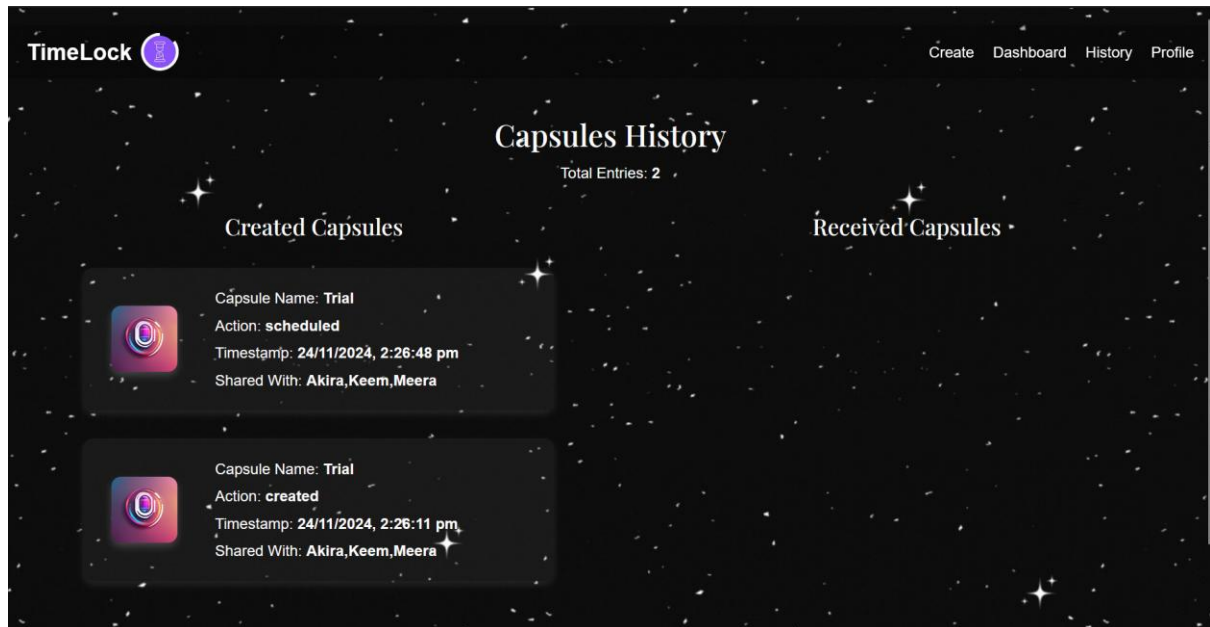 TimeLock
Create Dashboard History Profile
Capsules History
Total Entries: 2
Created Capsules
Capsule Name: Trial
Action: scheduled
Timestamp: 24/11/2024, 2:26:48 pm
Shared With: Akira,Keem,Meera
Capsule Name: Trial
Action: created
Timestamp: 24/11/2024, 2:26:11 pm
Shared With: Akira,Keem,Meera
Received Capsules